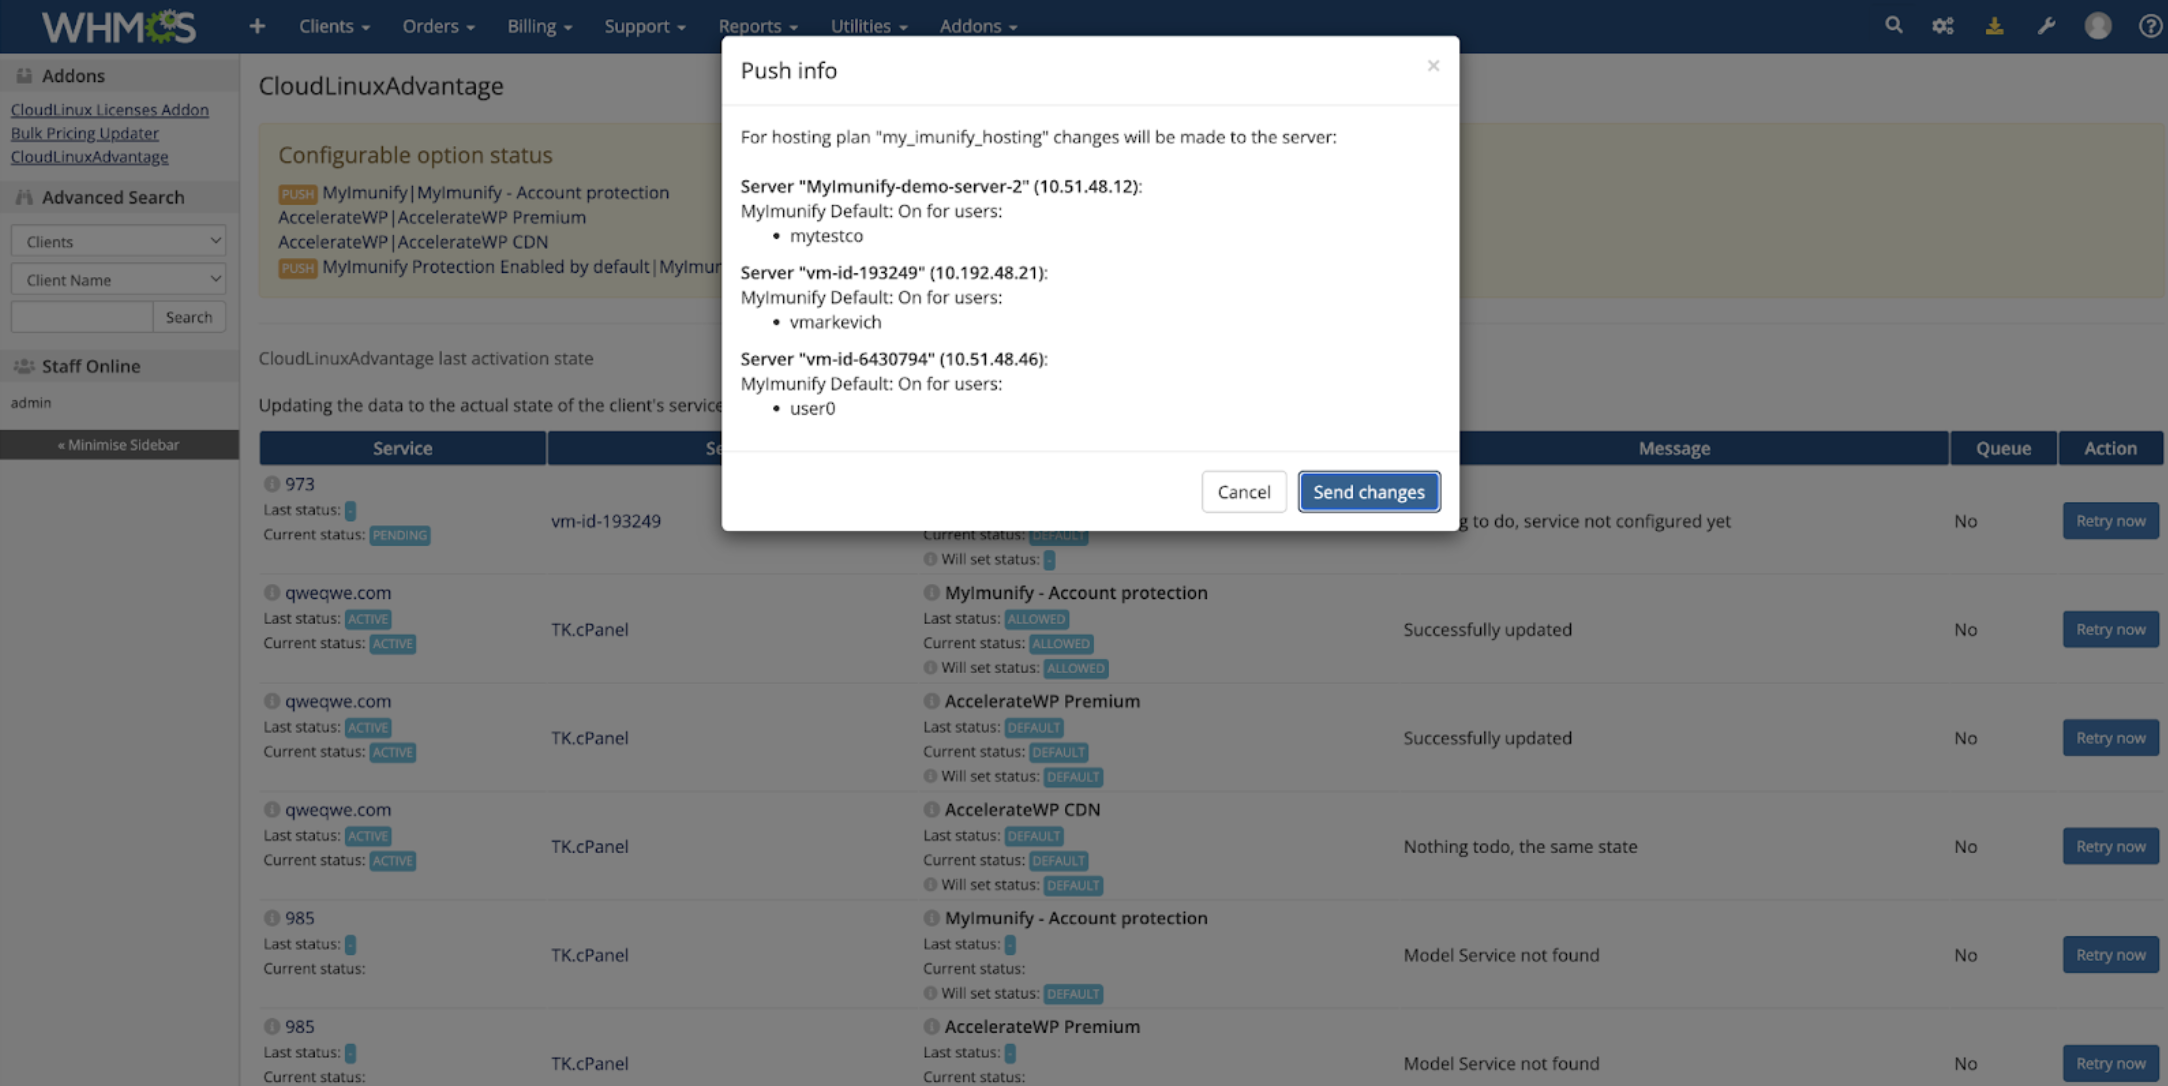 WHMCS
+ Clients Orders Billing Support Reports Utilities Addons
Addons
CloudLinux Licenses Addon
Bulk Pricing Updater
CloudLinuxAdvantage
Advanced Search
Clients
Client Name
Search
Staff Online
admin
« Minimise Sidebar
CloudLinuxAdvantage
Configurable option status
PUSH MyImunify|MyImunify - Account protection
AccelerateWP|AccelerateWP Premium
AccelerateWP|AccelerateWP CDN
PUSH MyImunify Protection Enabled by default|MyImu
CloudLinuxAdvantage last activation state
Updating the data to the actual state of the client's service
Push info
×
For hosting plan "my_imunify_hosting" changes will be made to the server:
Server "MyImunify-demo-server-2" (10.51.48.12):
MyImunify Default: On for users:
• mytestco
Server "vm-id-193249" (10.192.48.21):
MyImunify Default: On for users:
• vmarkevich
Server "vm-id-6430794" (10.51.48.46):
MyImunify Default: On for users:
• user0
Cancel Send changes
Service Se Message Queue Action
973
Last status: -
Current status: PENDING
vm-id-193249
Current status: DEFAULT
Will set status: -
g to do, service not configured yet
No
Retry now
qweqwe.com
Last status: ACTIVE
Current status: ACTIVE
TK.cPanel
MyImunify - Account protection
Last status: ALLOWED
Current status: ALLOWED
Will set status: ALLOWED
Successfully updated
No
Retry now
qweqwe.com
Last status: ACTIVE
Current status: ACTIVE
TK.cPanel
AccelerateWP Premium
Last status: DEFAULT
Current status: DEFAULT
Will set status: DEFAULT
Successfully updated
No
Retry now
qweqwe.com
Last status: ACTIVE
Current status: ACTIVE
TK.cPanel
AccelerateWP CDN
Last status: DEFAULT
Current status: DEFAULT
Will set status: DEFAULT
Nothing todo, the same state
No
Retry now
985
Last status: -
Current status:
TK.cPanel
MyImunify - Account protection
Last status: -
Current status:
Will set status: DEFAULT
Model Service not found
No
Retry now
985
Last status: -
Current status:
TK.cPanel
AccelerateWP Premium
Last status: -
Current status:
Model Service not found
No
Retry now